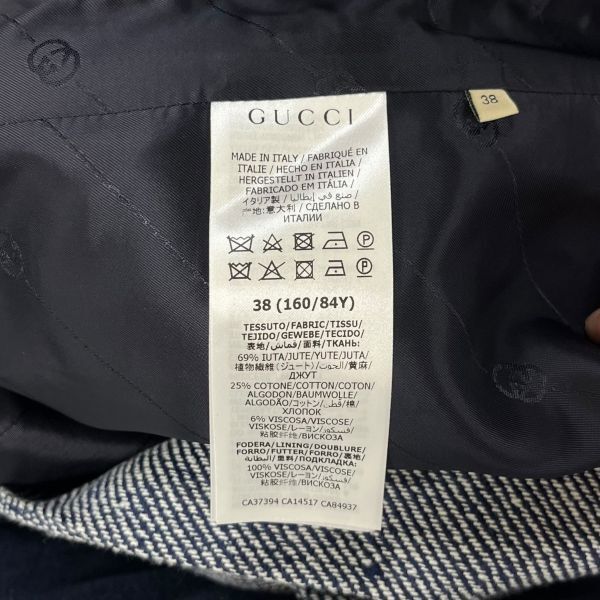 GUCCI
38
MADE IN ITALY / FABRIQUÉ EN
ITALIE / HECHO EN ITALIA /
HERGESTELLT IN ITALIEN /
FABRICADO EM ITÁLIA /
イタリア製 / صنع في إيطاليا /
产地:意大利 / СДЕЛАНО В
ИТАЛИИ
P
P
38 (160/84Y)
TESSUTO/FABRIC/TISSU/
TEJIDO/GEWEBE/TECIDO/
表地/قماش/面料/ТКАНЬ:
69% IUTA/JUTE/YUTE/JUTA/
植物繊維(ジュート)/الجوت/黄麻/
ДЖУТ
25% COTONE/COTTON/COTON/
ALGODON/BAUMWOLLE/
ALGODÃO/コットン/قطن/棉/
ХЛОПОК
6% VISCOSA/VISCOSE/
VISKOSE/レーヨン/فسكوز/
粘胶纤维/ВИСКОЗА
FODERA/LINING/DOUBLURE/
FORRO/FUTTER/FORRO/裏地/
البطانة/里料/ПОДКЛАДКА:
100% VISCOSA/VISCOSE/
VISKOSE/レーヨン/فسكوز/
粘胶纤维/ВИСКОЗА
CA37394 CA14517 CA84937